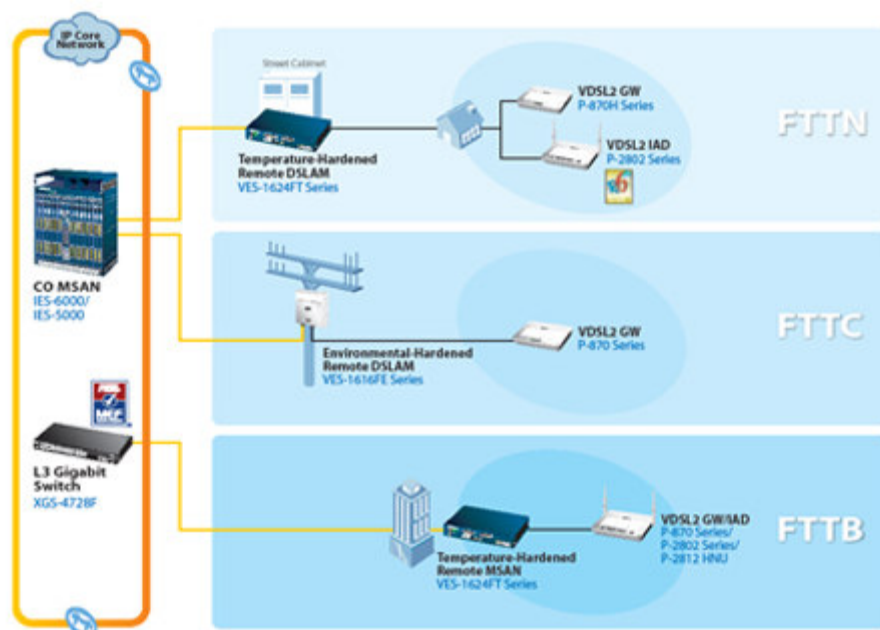 IP Core
Network
CO MSAN
IES-6000/
IES-5000
MEF
L3 Gigabit
Switch
XGS-4728F
Street Cabinet
Temperature-Hardened
Remote DSLAM
VES-1624FT Series
VDSL2 GW
P-870H Series
VDSL2 IAD
P-2802 Series
FTTN
Environmental-Hardened
Remote DSLAM
VES-1616FE Series
VDSL2 GW
P-870 Series
FTTC
Temperature-Hardened
Remote MSAN
VES-1624FT Series
VDSL2 GW/IAD
P-870 Series/
P-2802 Series/
P-2812 HNU
FTTB